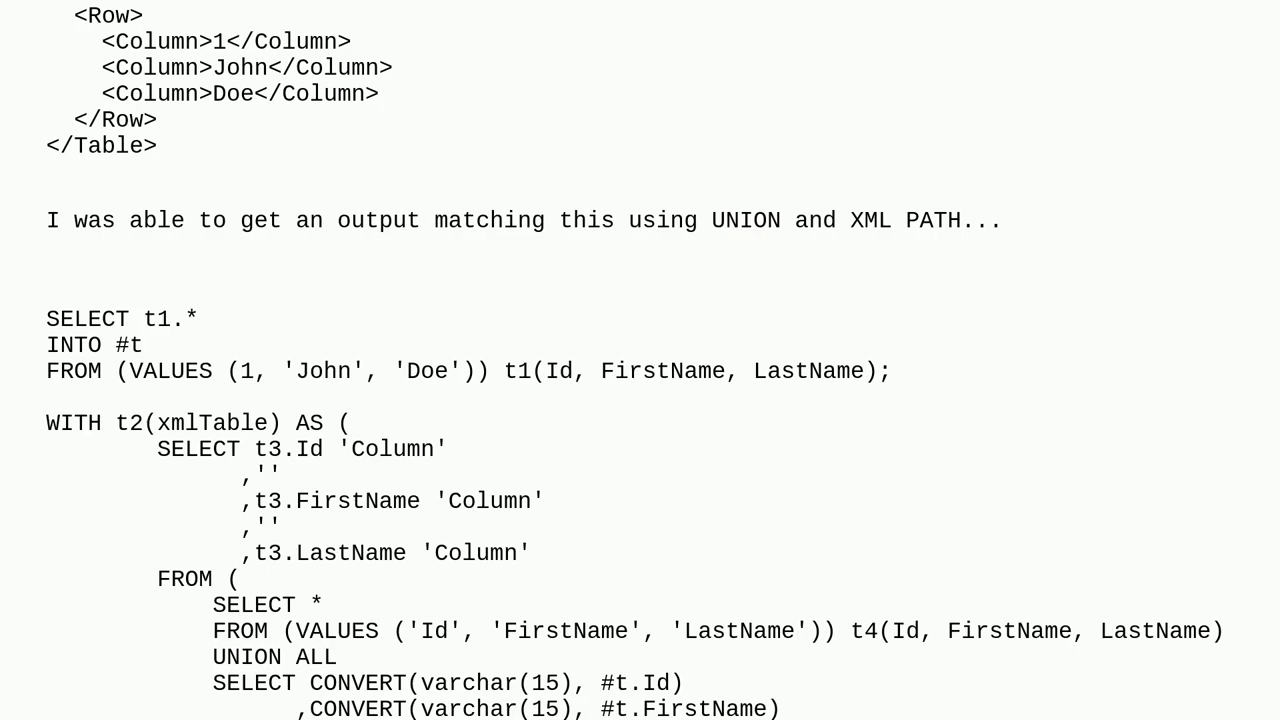 <Row>
<Column>1</Column>
<Column>John</Column>
<Column>Doe</Column>
</Row>
</Table>
I was able to get an output matching this using UNION and XML PATH...
SELECT t1.*
INTO #t
FROM (VALUES (1, 'John', 'Doe')) t1(Id, FirstName, LastName);
WITH t2(xmlTable) AS (
SELECT t3.Id 'Column'
,''
,t3.FirstName 'Column'
,''
,t3.LastName 'Column'
FROM (
SELECT *
FROM (VALUES ('Id', 'FirstName', 'LastName')) t4(Id, FirstName, LastName)
UNION ALL
SELECT CONVERT(varchar(15), #t.Id)
,CONVERT(varchar(15), #t.FirstName)